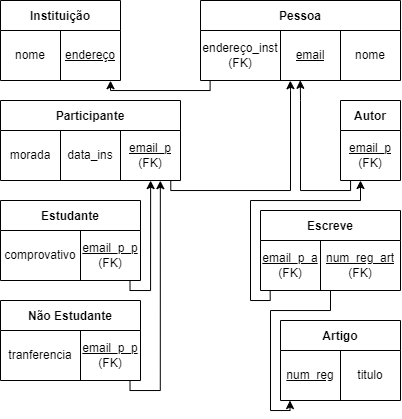 Instituição
nome
endereço
Pessoa
endereço_inst
(FK)
email
nome
Participante
morada
data_ins
email_p
(FK)
Autor
email_p
(FK)
Estudante
comprovativo
email_p_p
(FK)
Escreve
email_p_a
(FK)
num_reg_art
(FK)
Não Estudante
tranferencia
email_p_p
(FK)
Artigo
num_reg
titulo